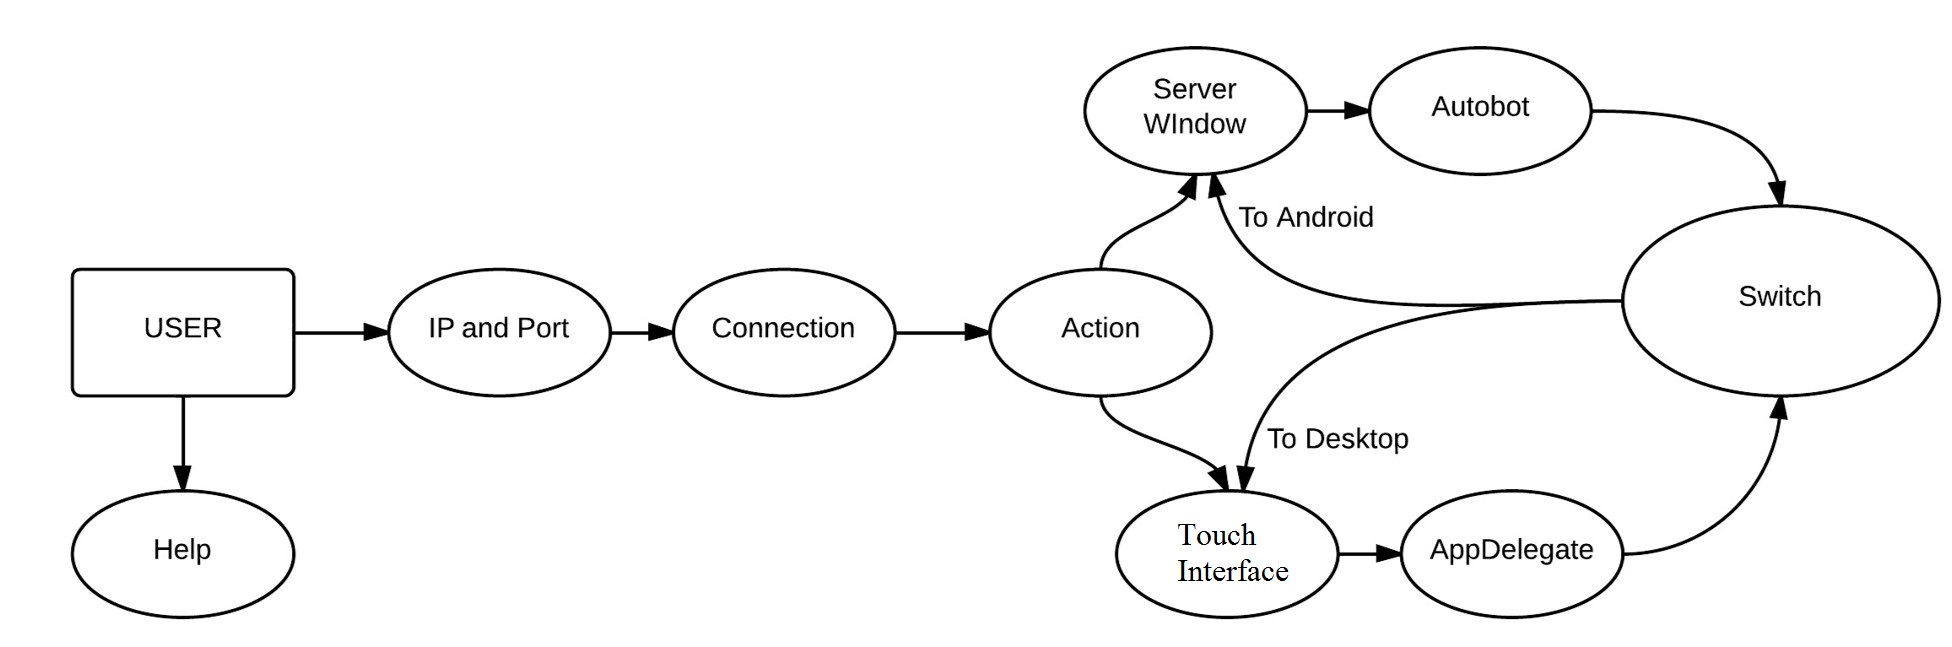 Server
WIndow
Autobot
To Android
Switch
USER
IP and Port
Connection
Action
To Desktop
Help
Touch
Interface
AppDelegate